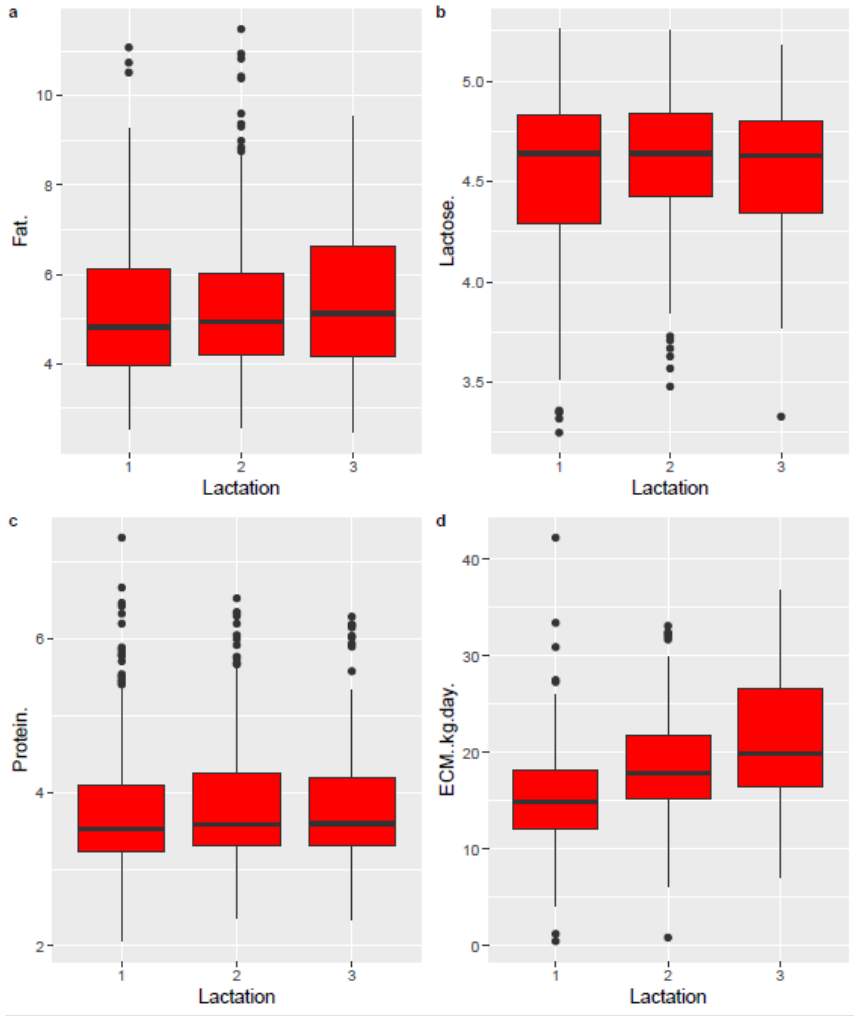 a
Fat.
10
8
6
4
1 2 3
Lactation
b
Lactose.
5.0
4.5
4.0
3.5
1 2 3
Lactation
c
Protein.
6
4
2
1 2 3
Lactation
d
ECM..kg.day.
40
30
20
10
0
1 2 3
Lactation